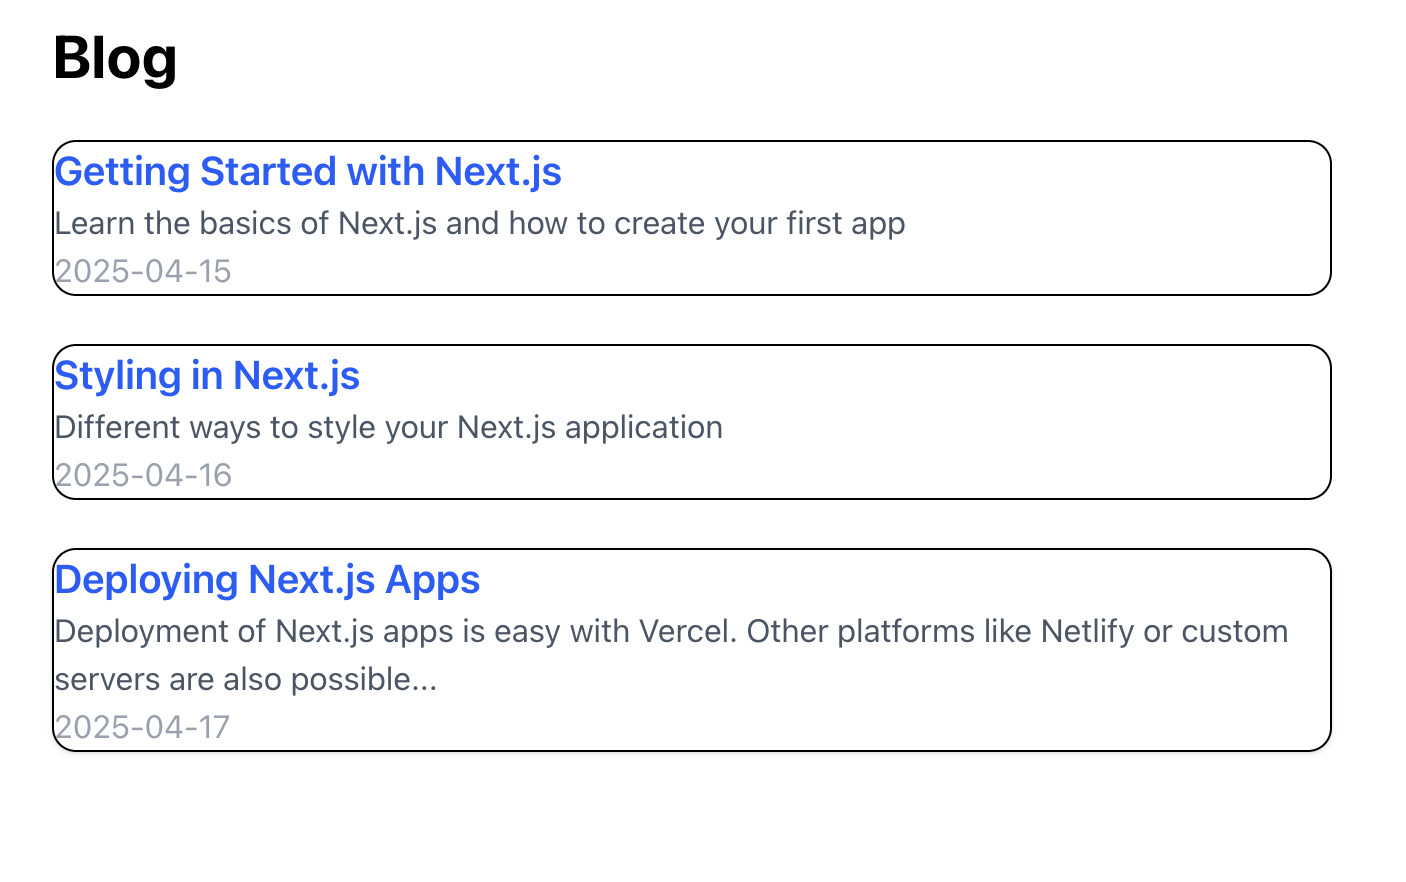 Blog
Getting Started with Next.js
Learn the basics of Next.js and how to create your first app
2025-04-15
Styling in Next.js
Different ways to style your Next.js application
2025-04-16
Deploying Next.js Apps
Deployment of Next.js apps is easy with Vercel. Other platforms like Netlify or custom
servers are also possible...
2025-04-17